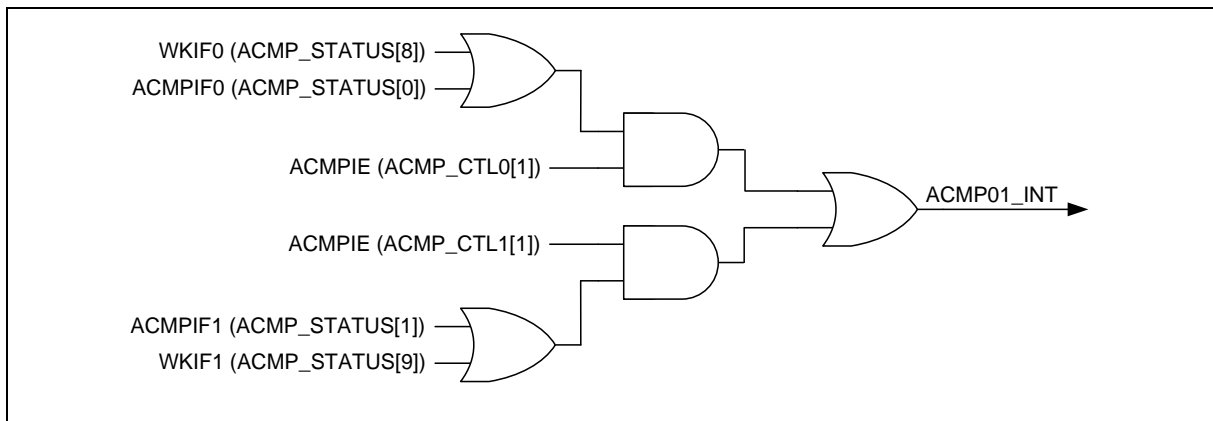 WKIF0 (ACMP_STATUS[8])
ACMPIF0 (ACMP_STATUS[0])
ACMPIE (ACMP_CTL0[1])
ACMP01_INT
ACMPIE (ACMP_CTL1[1])
ACMPIF1 (ACMP_STATUS[1])
WKIF1 (ACMP_STATUS[9])